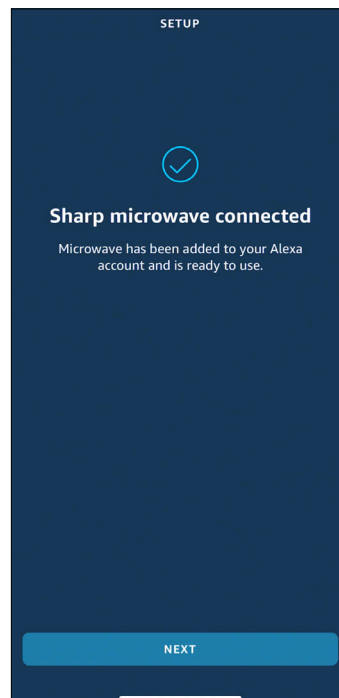 SETUP
Sharp microwave connected
Microwave has been added to your Alexa
account and is ready to use.
NEXT